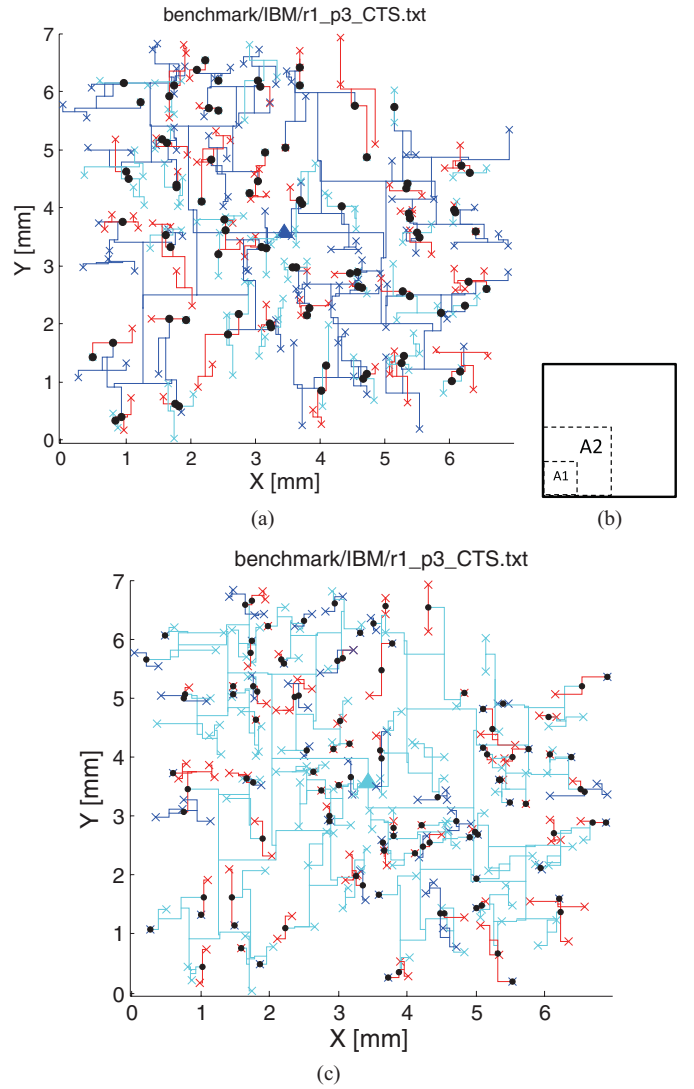 benchmark/IBM/r1_p3_CTS.txt
7
6
5
4
3
2
1
0
Y [mm]
0 1 2 3 4 5 6
X [mm]
(a)
A2
A1
(b)
benchmark/IBM/r1_p3_CTS.txt
7
6
5
4
3
2
1
0
Y [mm]
0 1 2 3 4 5 6
X [mm]
(c)